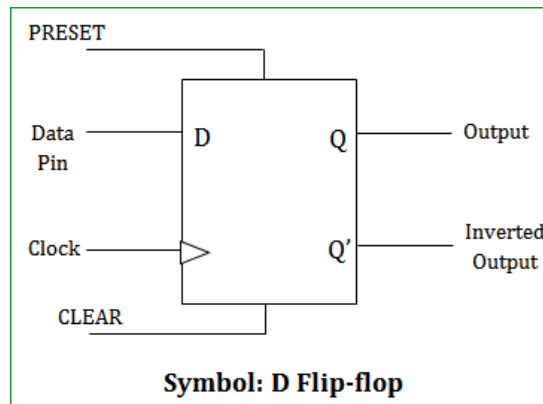 PRESET
Data
Pin
D
Q
Output
Clock
Q’
Inverted
Output
CLEAR
Symbol: D Flip-flop